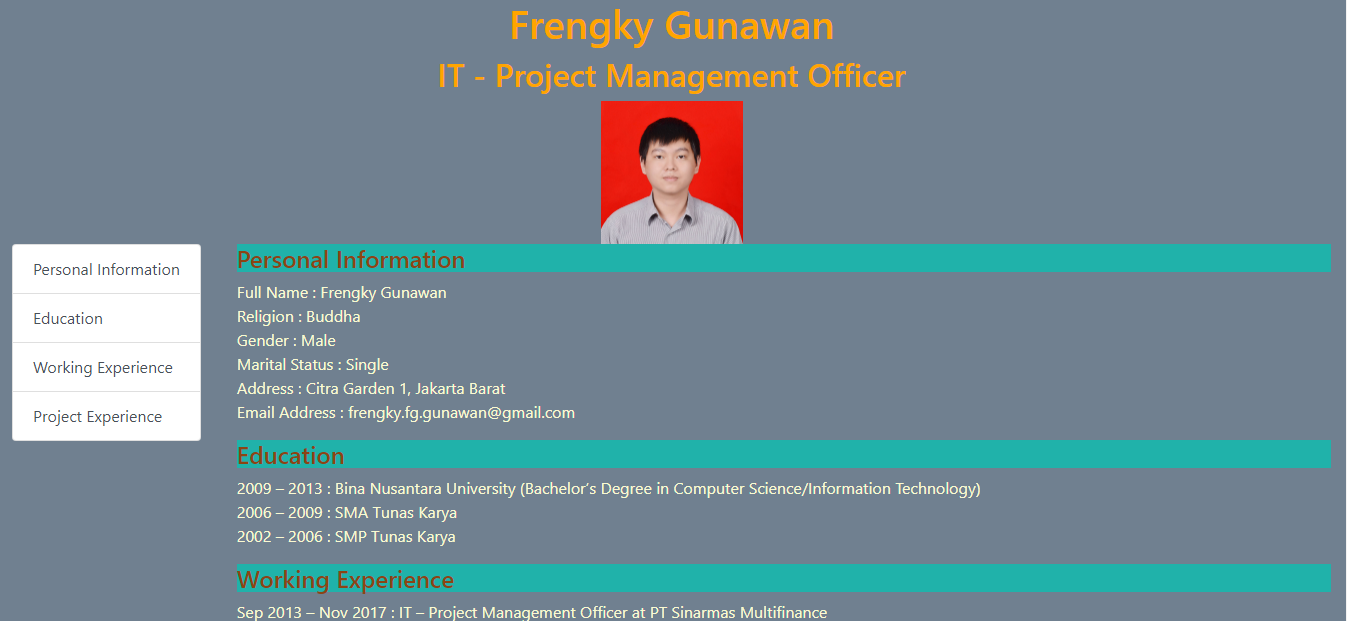 Frengky Gunawan
IT - Project Management Officer
Personal Information
Education
Working Experience
Project Experience
Personal Information
Full Name : Frengky Gunawan
Religion : Buddha
Gender : Male
Marital Status : Single
Address : Citra Garden 1, Jakarta Barat
Email Address : frengky.fg.gunawan@gmail.com
Education
2009 – 2013 : Bina Nusantara University (Bachelor’s Degree in Computer Science/Information Technology)
2006 – 2009 : SMA Tunas Karya
2002 – 2006 : SMP Tunas Karya
Working Experience
Sep 2013 – Nov 2017 : IT – Project Management Officer at PT Sinarmas Multifinance